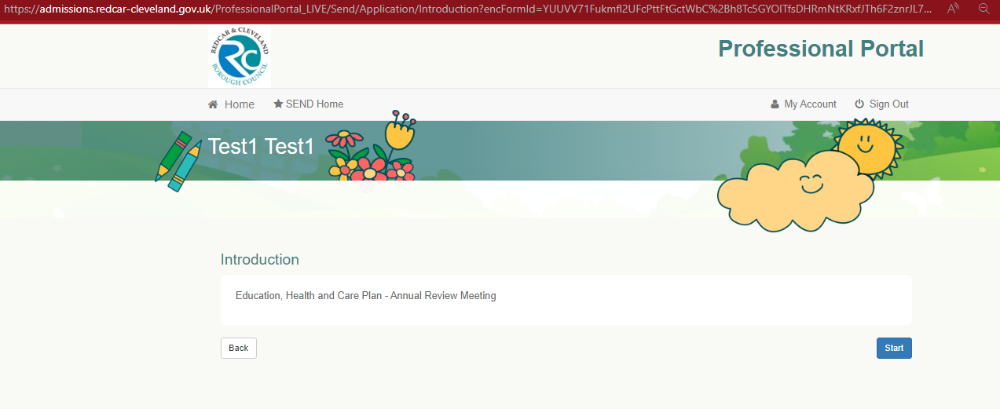 https://admissions.redcar-cleveland.gov.uk/ProfessionalPortal_LIVE/Send/Application/Introduction?encFormId=YUUVV71Fukmfl2UFcPttFtGctWbC%2Bh8Tc5GYOITfsDHRmNtKRxfJTh6F2znrJL7...
REDCAR & CLEVELAND
RC
BOROUGH COUNCIL
Professional Portal
Home SEND Home My Account Sign Out
Test1 Test1
Introduction
Education, Health and Care Plan - Annual Review Meeting
Back Start